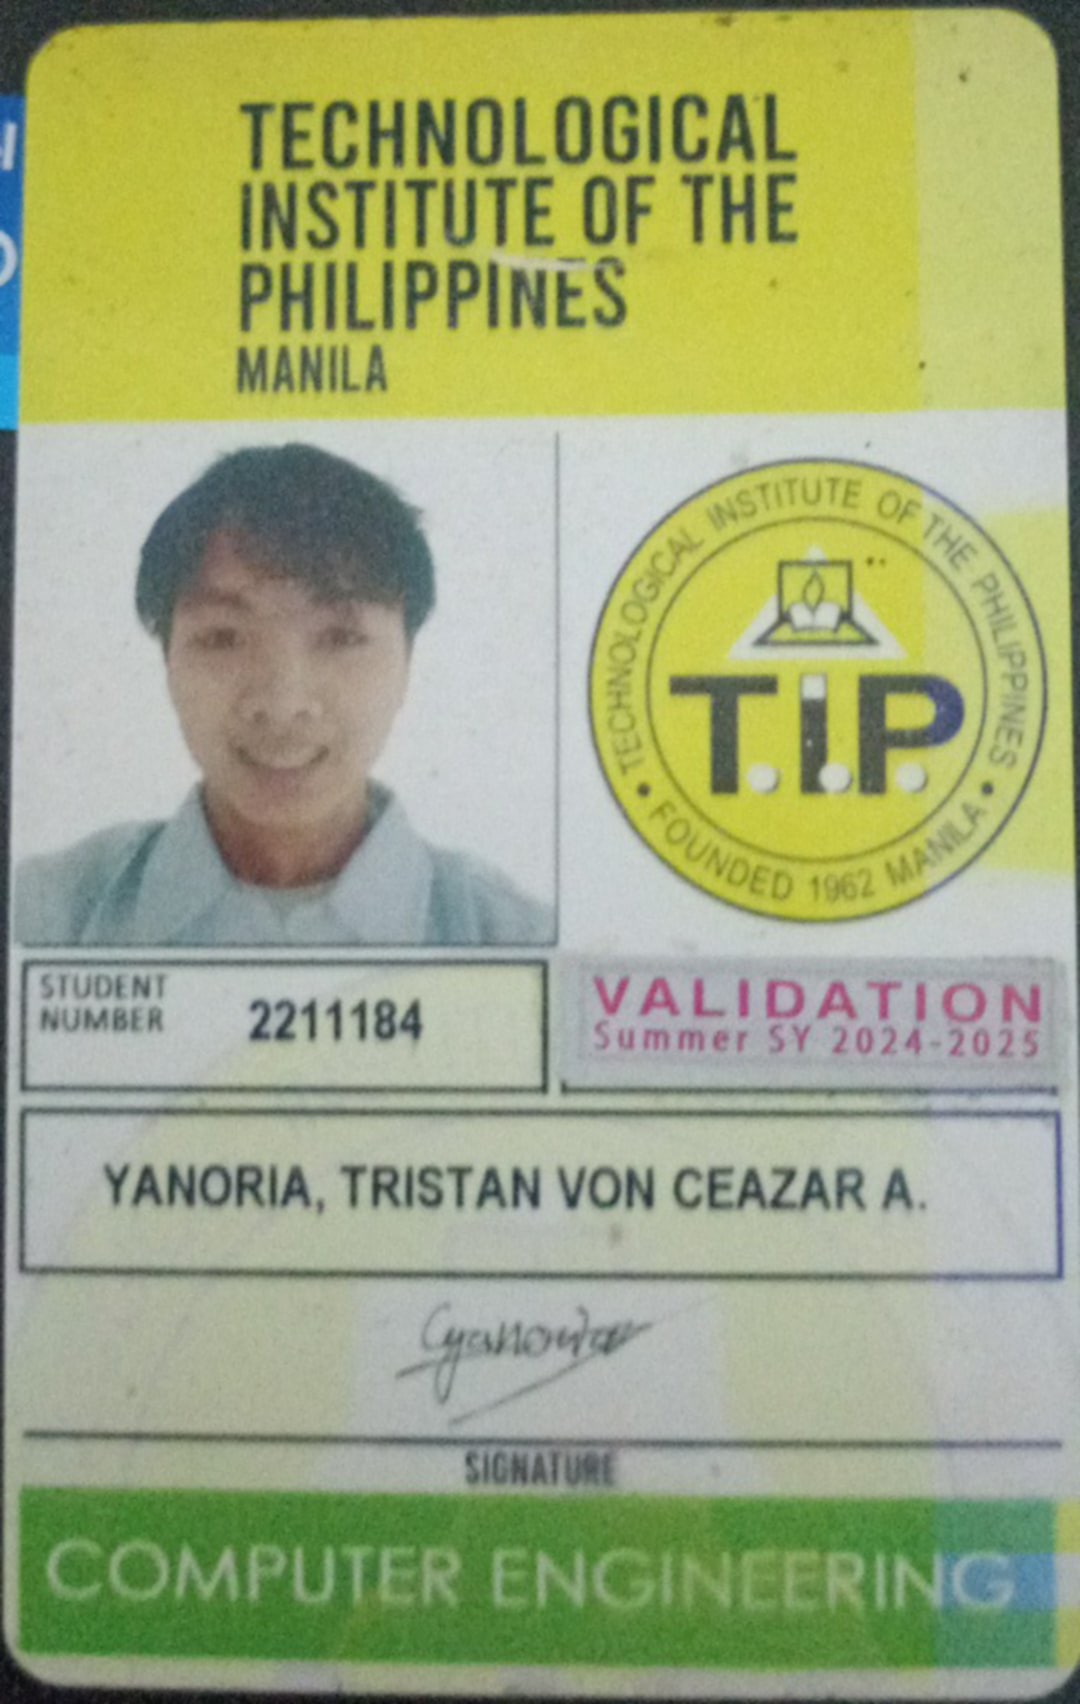 TECHNOLOGICAL
INSTITUTE OF THE
PHILIPPINES
MANILA
TECHNOLOGICAL INSTITUTE OF THE PHILIPPINES
T.I.P.
• FOUNDED 1962 MANILA •
STUDENT
NUMBER
2211184
VALIDATION
Summer SY 2024-2025
YANORIA, TRISTAN VON CEAZAR A.
SIGNATURE
COMPUTER ENGINEERING